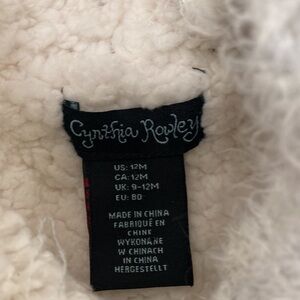 Cynthia Rowley
US: 12M
CA: 12M
UK: 9-12M
EU: 80
MADE IN CHINA
FABRIQUÉ EN
CHINE
WYKONANE
W CHINACH
IN CHINA
HERGESTELLT